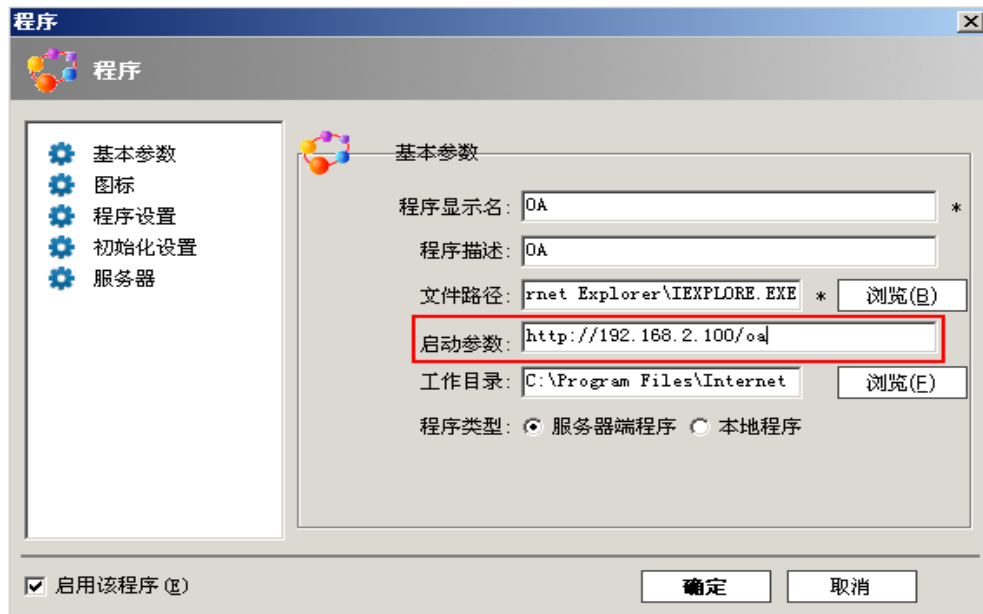 程序
程序
基本参数
图标
程序设置
初始化设置
服务器
基本参数
程序显示名: OA *
程序描述: OA
文件路径: rnet Explorer\IEXPLORE.EXE * 浏览(B)
启动参数: http://192.168.2.100/oa
工作目录: C:\Program Files\Internet 浏览(F)
程序类型: 服务器端程序 本地程序
启用该程序(E) 确定 取消